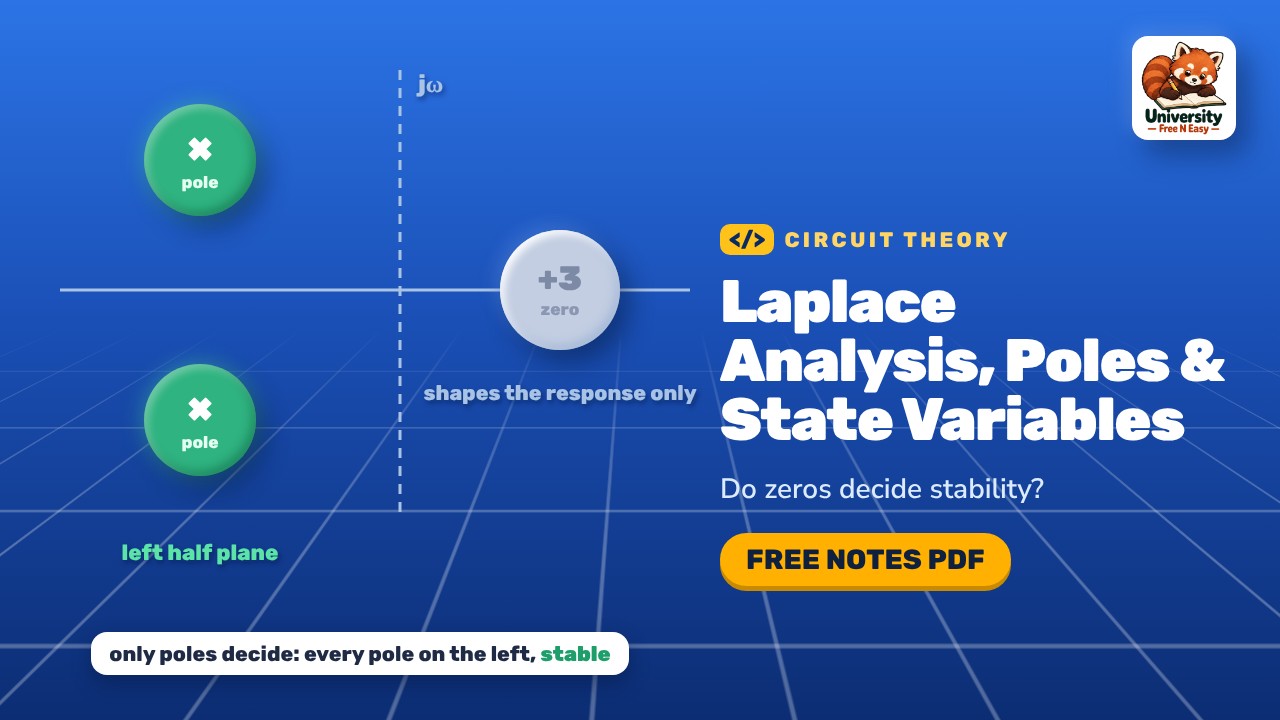 jω
✖
pole
+3
zero
shapes the response only
✖
pole
left half plane
only poles decide: every pole on the left, stable
University
Free N Easy
</> CIRCUIT THEORY
Laplace
Analysis, Poles &
State Variables
Do zeros decide stability?
FREE NOTES PDF